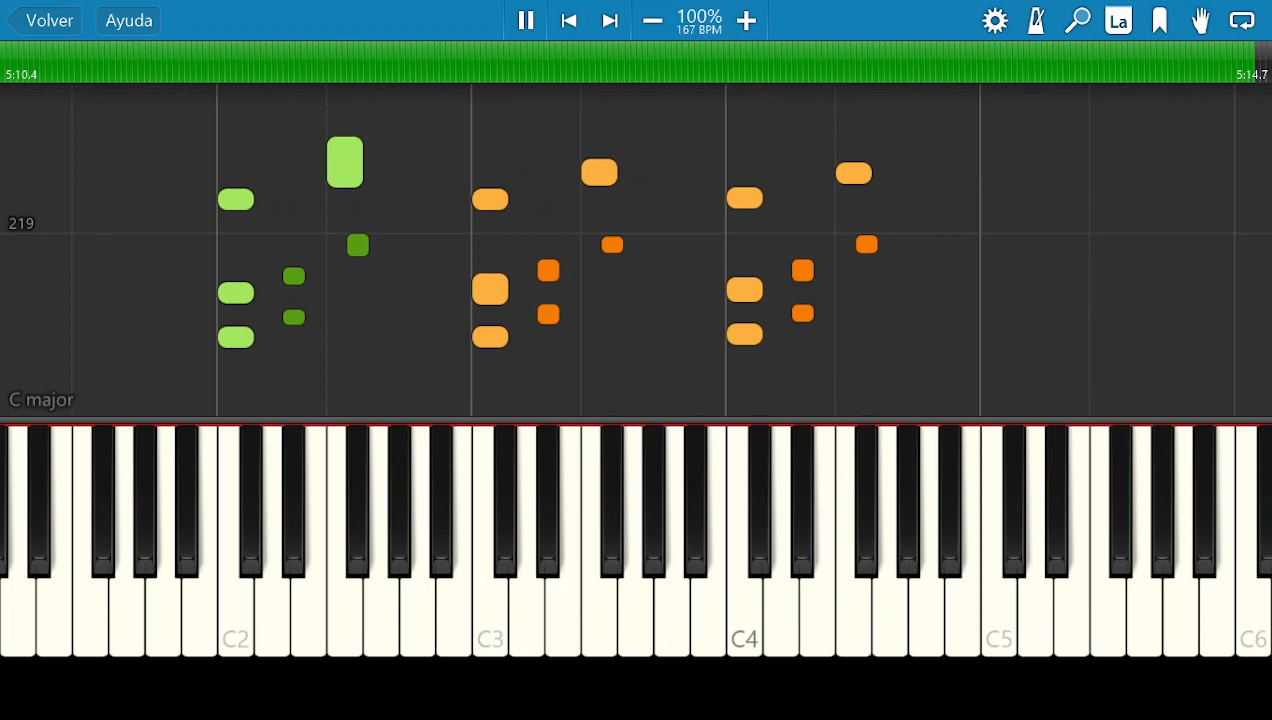 Volver
Ayuda
100%
167 BPM
La
5:10.4
5:14.7
219
C major
C2
C3
C4
C5
C6